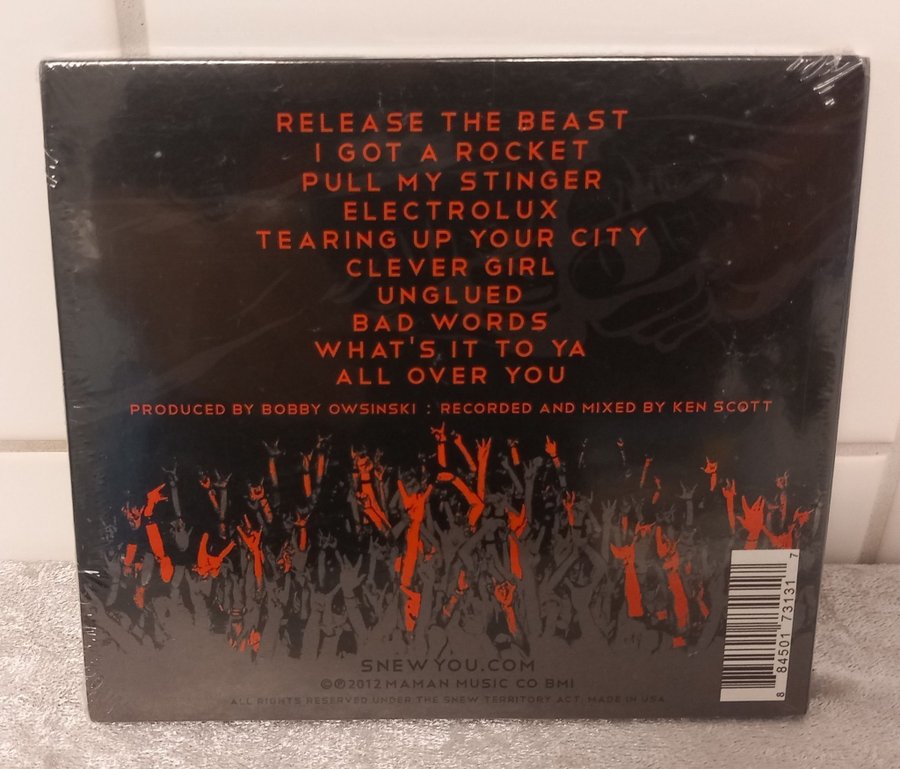 RELEASE THE BEAST
I GOT A ROCKET
PULL MY STINGER
ELECTROLUX
TEARING UP YOUR CITY
CLEVER GIRL
UNGLUED
BAD WORDS
WHAT'S IT TO YA
ALL OVER YOU
PRODUCED BY BOBBY OWSINSKI : RECORDED AND MIXED BY KEN SCOTT
SNEWYOU.COM
©℗2012 MAMAN MUSIC CO BMI
ALL RIGHTS RESERVED UNDER THE SNEW TERRITORY ACT. MADE IN USA
8 84501 73131 7